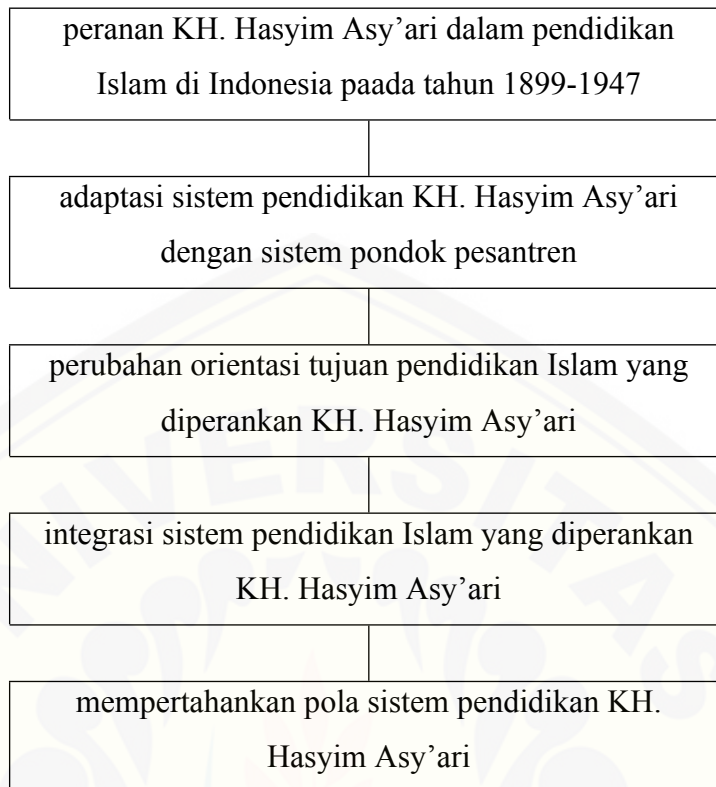 peranan KH. Hasyim Asy’ari dalam pendidikan
Islam di Indonesia paada tahun 1899-1947
adaptasi sistem pendidikan KH. Hasyim Asy’ari
dengan sistem pondok pesantren
perubahan orientasi tujuan pendidikan Islam yang
diperankan KH. Hasyim Asy’ari
integrasi sistem pendidikan Islam yang diperankan
KH. Hasyim Asy’ari
mempertahankan pola sistem pendidikan KH.
Hasyim Asy’ari
UNIVERSITAS